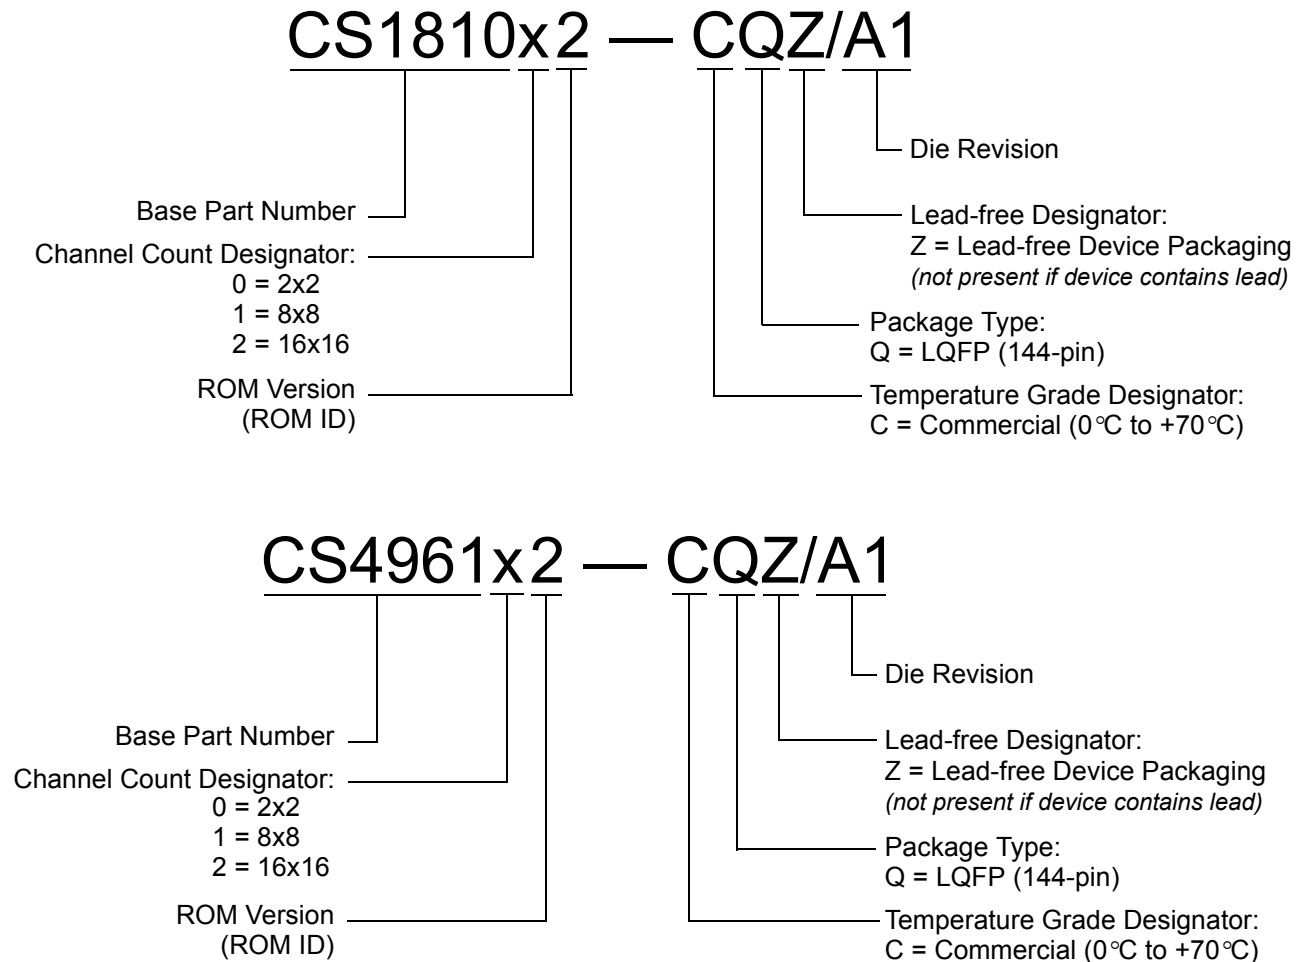 CS1810x2 — CQZ/A1
Die Revision
Base Part Number
Lead-free Designator:
Z = Lead-free Device Packaging
(not present if device contains lead)
Channel Count Designator:
0 = 2x2
1 = 8x8
2 = 16x16
Package Type:
Q = LQFP (144-pin)
ROM Version
(ROM ID)
Temperature Grade Designator:
C = Commercial (0°C to +70°C)
CS4961x2 — CQZ/A1
Die Revision
Base Part Number
Lead-free Designator:
Z = Lead-free Device Packaging
(not present if device contains lead)
Channel Count Designator:
0 = 2x2
1 = 8x8
2 = 16x16
Package Type:
Q = LQFP (144-pin)
ROM Version
(ROM ID)
Temperature Grade Designator:
C = Commercial (0°C to +70°C)